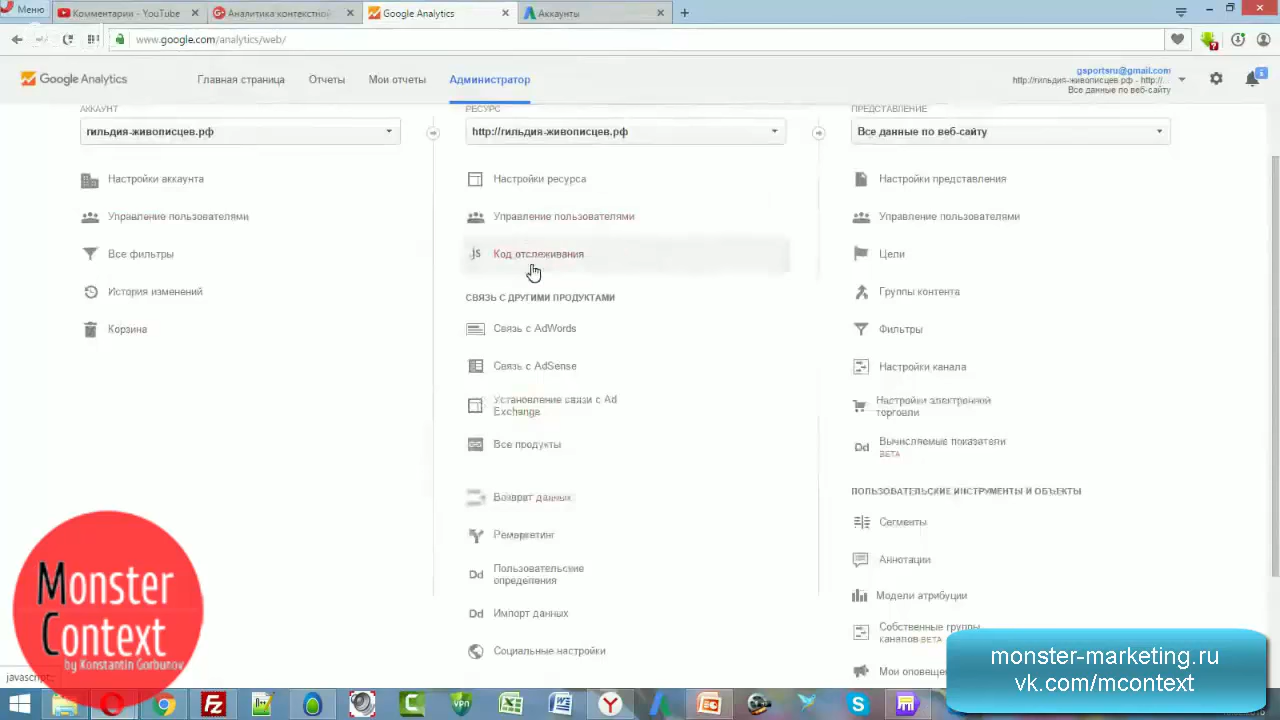 Меню
Комментарии - YouTube
Аналитика контекстной
Google Analytics
Аккаунты
www.google.com/analytics/web/
Google Analytics
Главная страница
Отчеты
Мои отчеты
Администратор
gsportsru@gmail.com
http://гильдия-живописцев.рф - http://...
Все данные по веб-сайту
АККАУНТ
РЕСУРС
ПРЕДСТАВЛЕНИЕ
гильдия-живописцев.рф
http://гильдия-живописцев.рф
Все данные по веб-сайту
Настройки аккаунта
Управление пользователями
Все фильтры
История изменений
Корзина
Настройки ресурса
Управление пользователями
js Код отслеживания
СВЯЗЬ С ДРУГИМИ ПРОДУКТАМИ
Связь с AdWords
Связь с AdSense
Установление связи с Ad
Exchange
Все продукты
Возврат данных
Ремаркетинг
Dd Пользовательские
определения
Dd Импорт данных
Социальные настройки
Настройки представления
Управление пользователями
Цели
Группы контента
Фильтры
Настройки канала
Настройки электронной
торговли
Dd Вычисляемые показатели
БЕТА
ПОЛЬЗОВАТЕЛЬСКИЕ ИНСТРУМЕНТЫ И ОБЪЕКТЫ
Сегменты
Аннотации
Модели атрибуции
Собственные группы
каналов БЕТА
Мои оповещен
Monster
Context
by Konstantin Gorbunov
javascript:
monster-marketing.ru
vk.com/mcontext